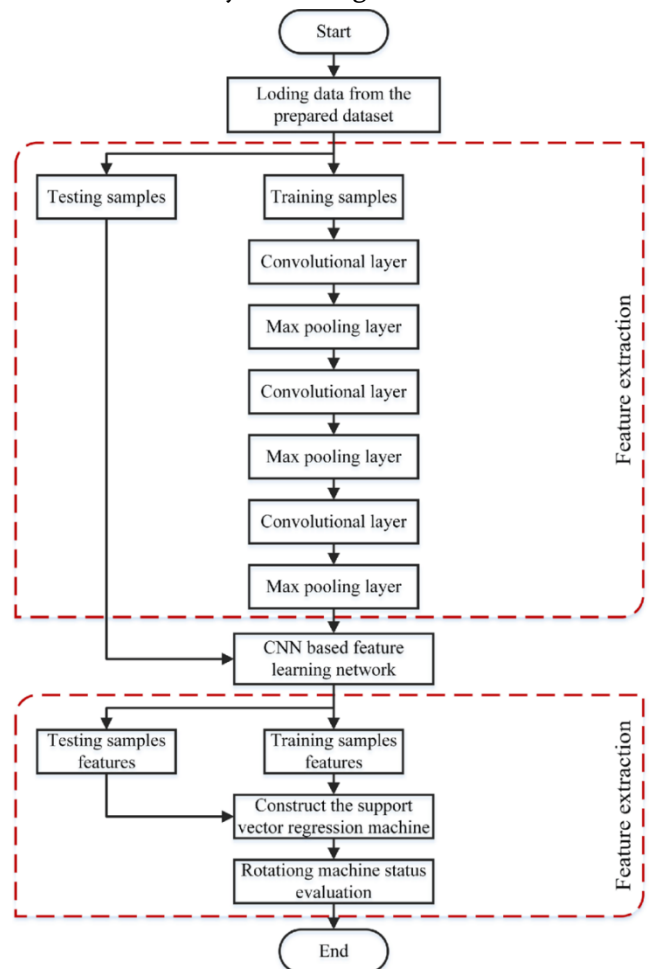 Start
Loding data from the
prepared dataset
Testing samples
Training samples
Convolutional layer
Max pooling layer
Convolutional layer
Max pooling layer
Convolutional layer
Max pooling layer
Feature extraction
CNN based feature
learning network
Testing samples
features
Training samples
features
Construct the support
vector regression machine
Rotationg machine status
evaluation
Feature extraction
End